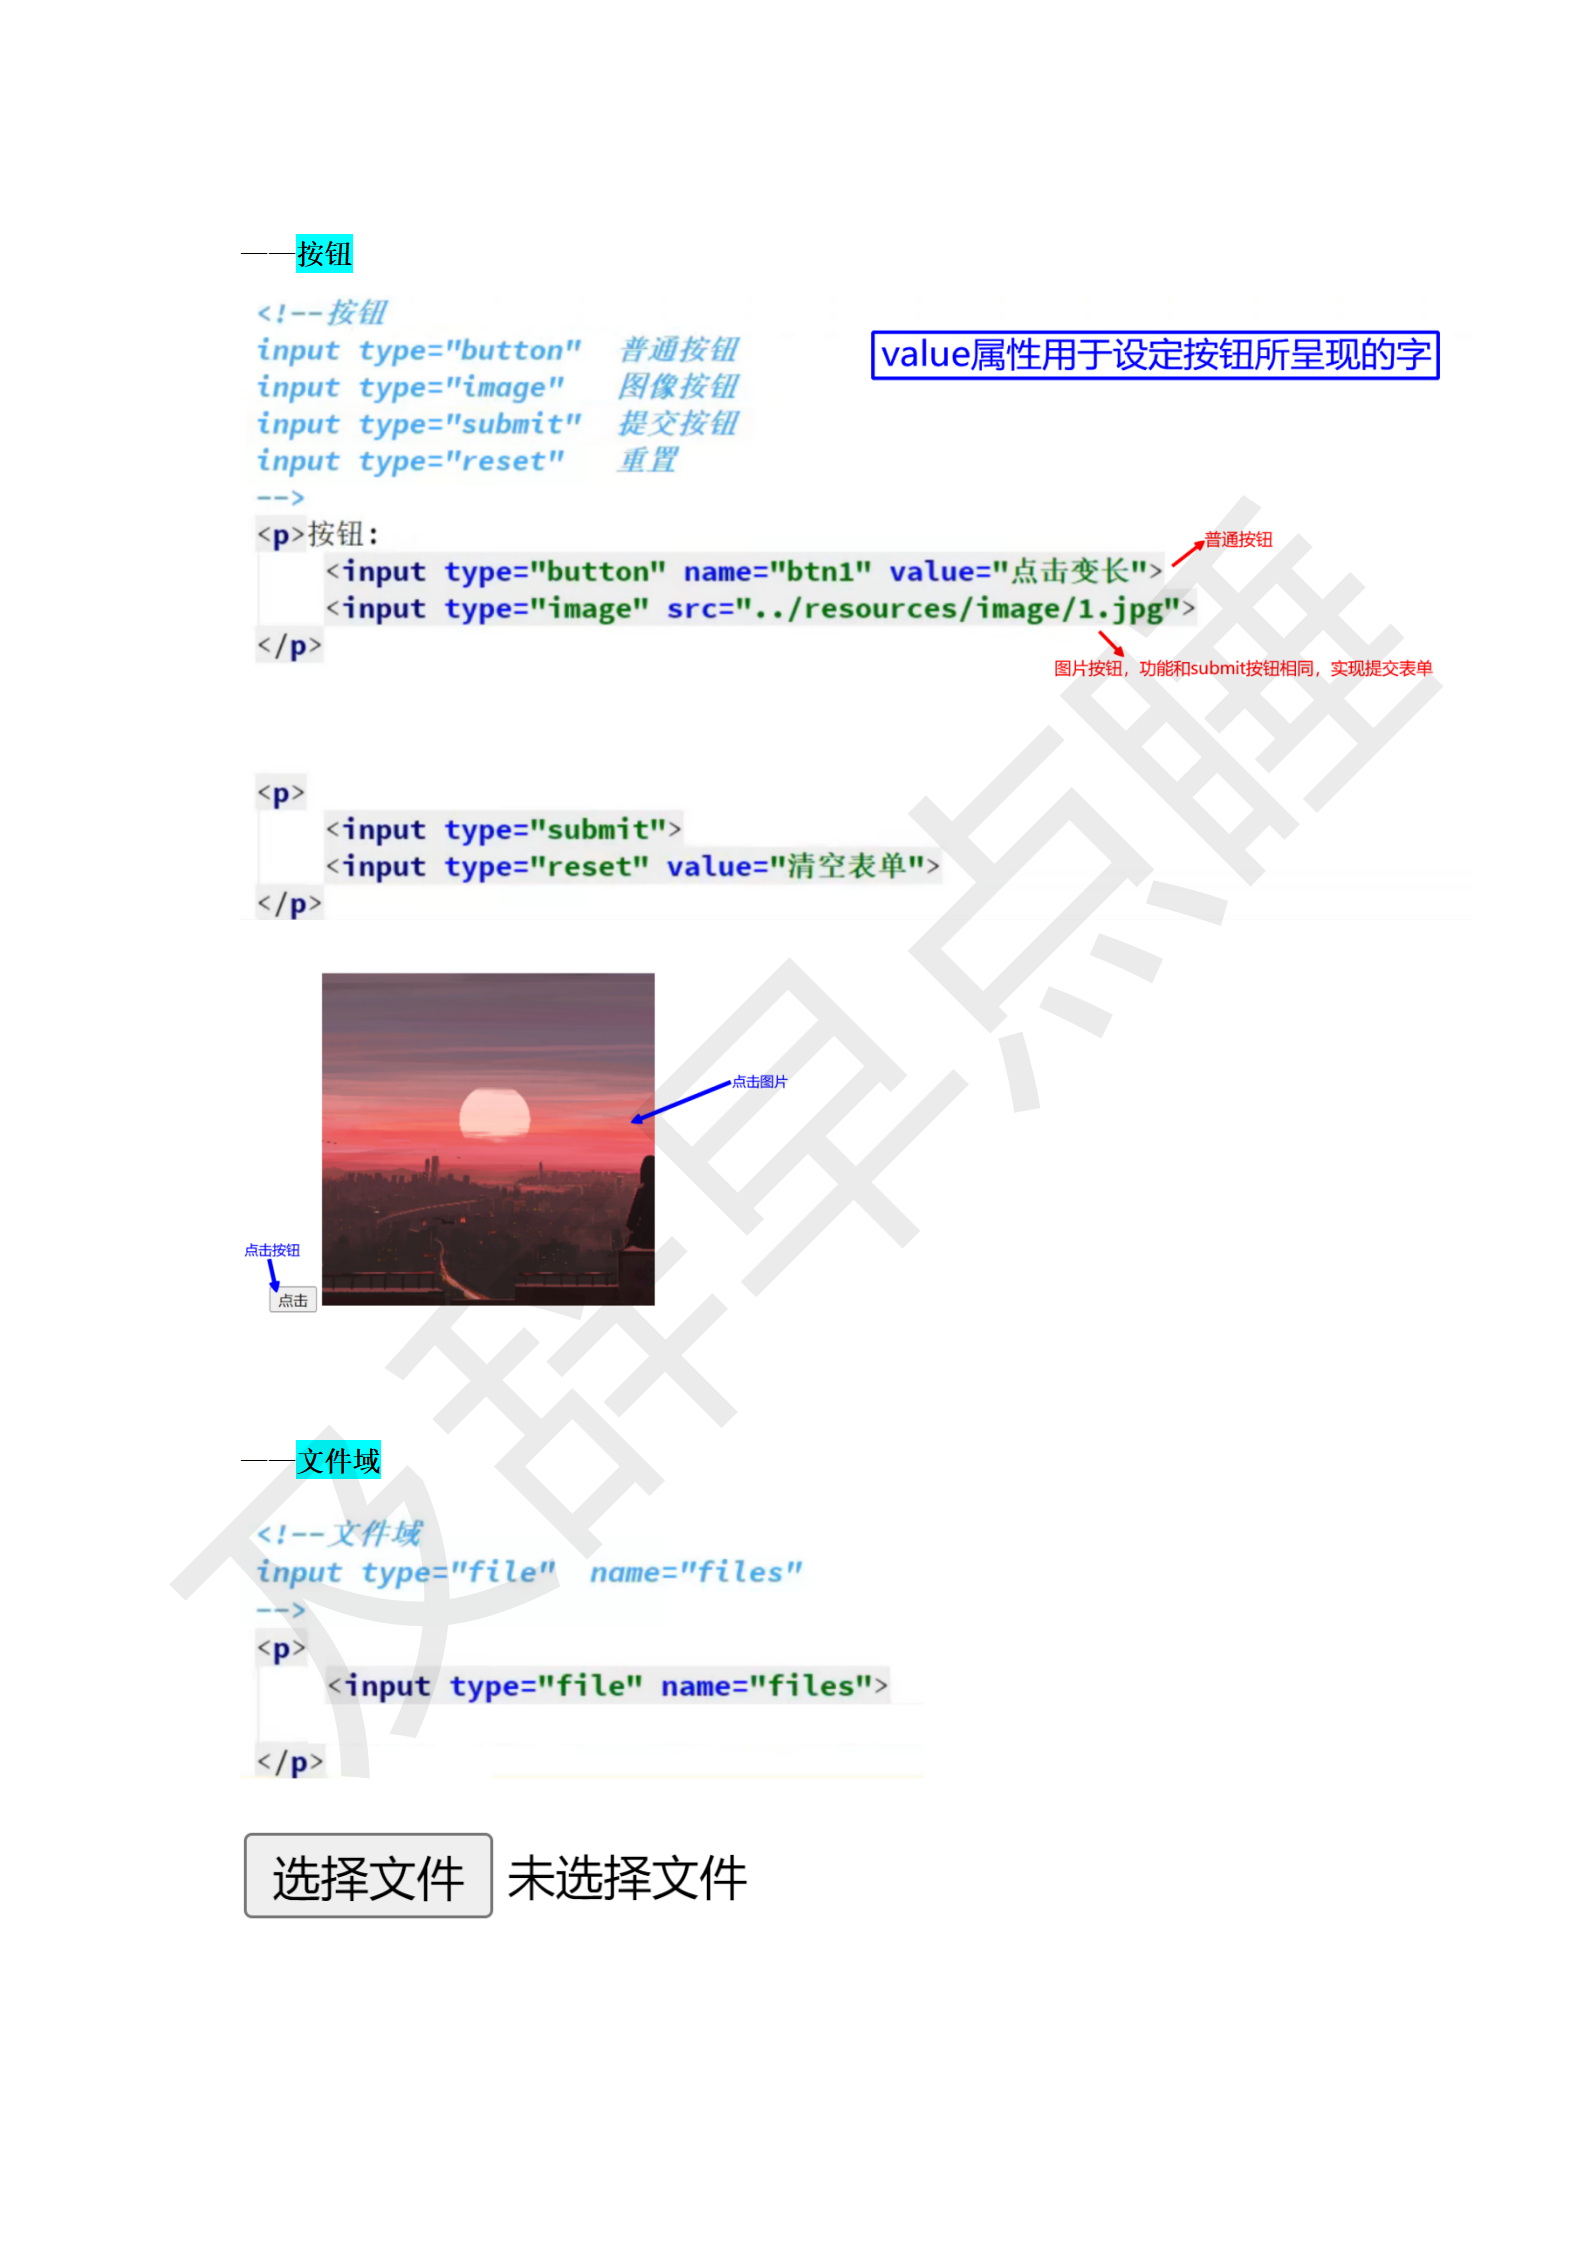 ——按钮
<!--按钮
input type="button" 普通按钮
value属性用于设定按钮所呈现的字
input type="image" 图像按钮
input type="submit" 提交按钮
input type="reset" 重置
-->
<p>按钮:
普通按钮
<input type="button" name="btn1" value="点击变长">
<input type="image" src="../resources/image/1.jpg">
</p>
图片按钮，功能和submit按钮相同，实现提交表单
<p>
<input type="submit">
<input type="reset" value="清空表单">
</p>
点击图片
点击按钮
点击
——文件域
<!--文件域
input type="file" name="files"
-->
<p>
<input type="file" name="files">
</p>
选择文件 未选择文件
及辞早点睡